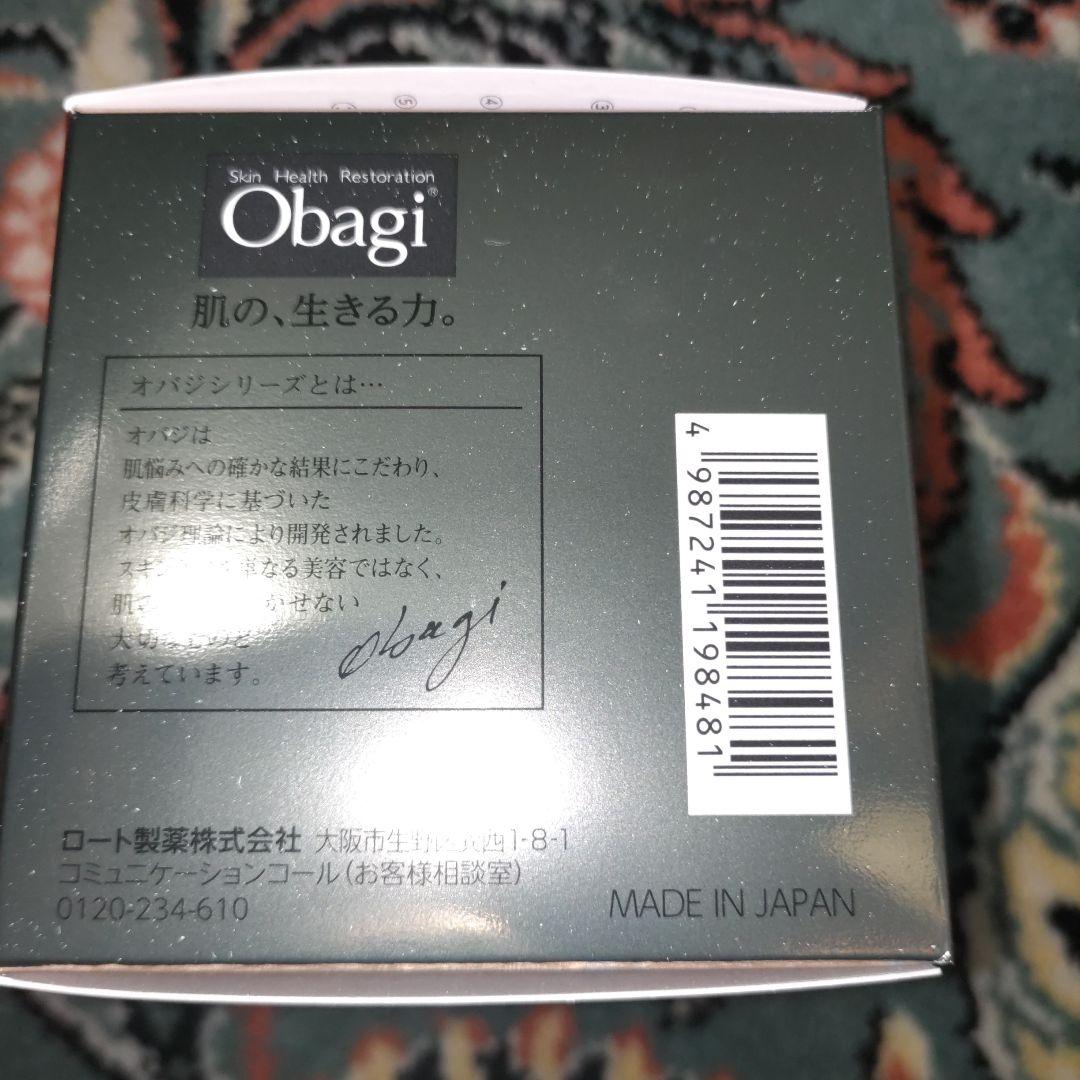 ⑤ ④ ③
Skin Health Restoration
Obagi®
肌の、生きる力。
オバジシリーズとは…
オバジは
肌悩みへの確かな結果にこだわり、
皮膚科学に基づいた
オバジ理論により開発されました。
スキン なる美容ではなく、
肌 かせない
大切
考えています。
Obagi
4 987241 198481
ロート製薬株式会社 大阪市生野 西1-8-1
コミュニケーションコール(お客様相談室)
0120-234-610
MADE IN JAPAN